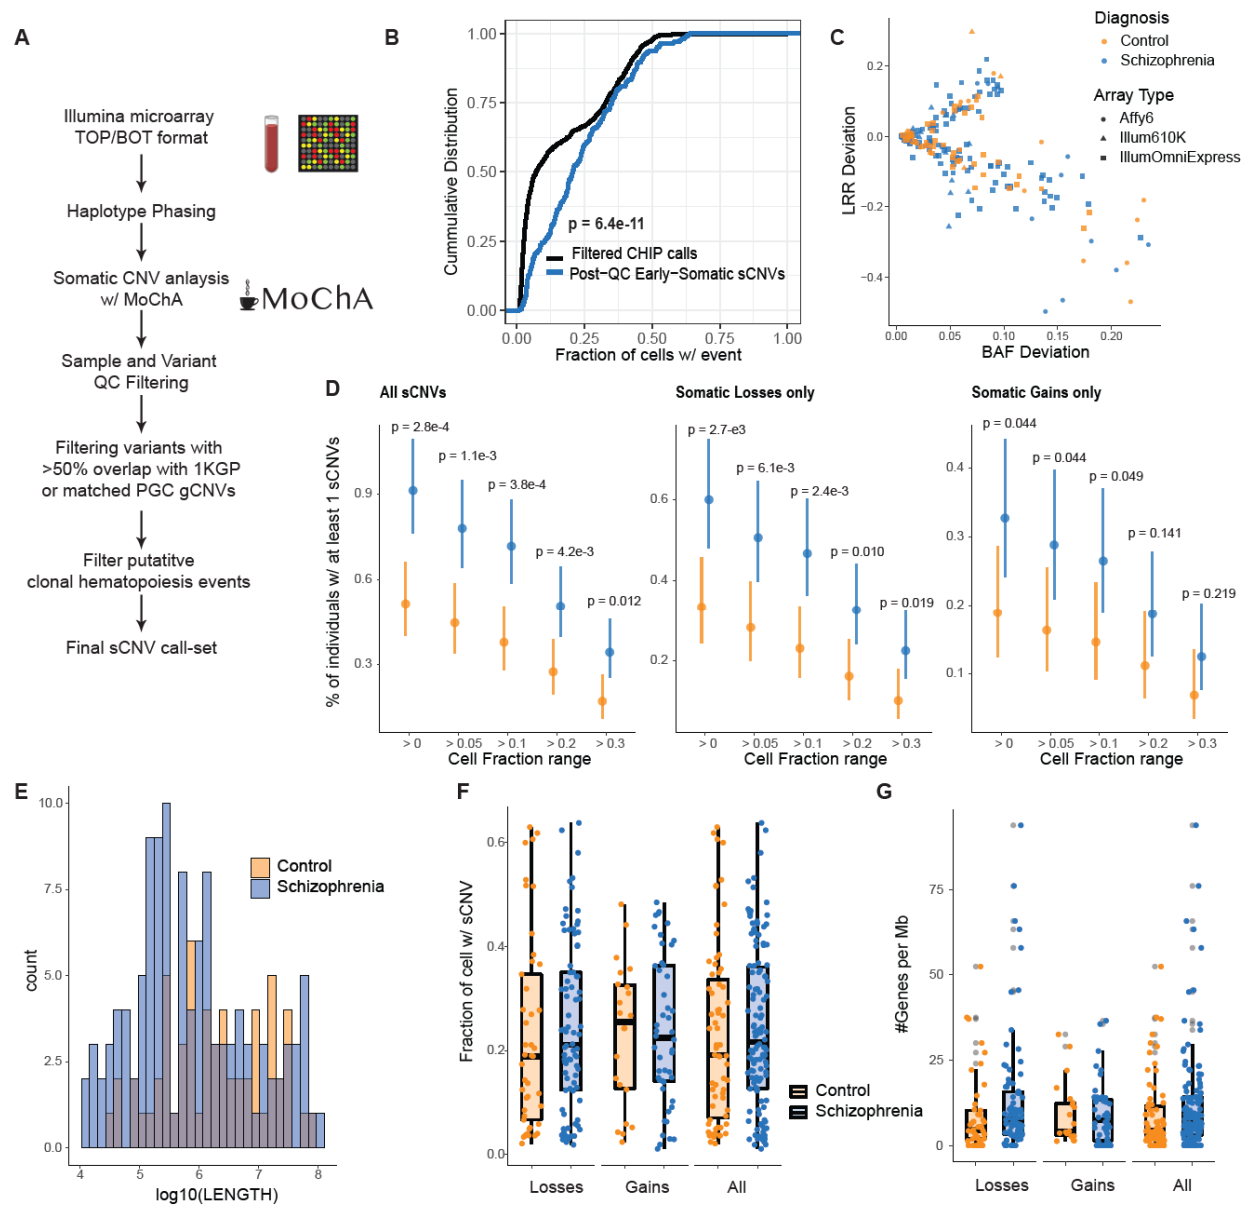 A
Illumina microarray
TOP/BOT format
Haplotype Phasing
Somatic CNV anlaysis
w/ MoChA
MoChA
Sample and Variant
QC Filtering
Filtering variants with
>50% overlap with 1KGP
or matched PGC gCNVs
Filter putatitve
clonal hematopoiesis events
Final sCNV call-set
B
Cummulative Distribution
1.00
0.75
0.50
0.25
0.00
p = 6.4e-11
Filtered CHIP calls
Post-QC Early-Somatic sCNVs
0.00 0.25 0.50 0.75 1.00
Fraction of cells w/ event
C
Diagnosis
Control
Schizophrenia
Array Type
Affy6
Illum610K
IllumOmniExpress
LRR Deviation
0.2
0.0
-0.2
-0.4
0.00 0.05 0.10 0.15 0.20
BAF Deviation
D
% of individuals w/ at least 1 sCNVs
All sCNVs
p = 2.8e-4
p = 1.1e-3
p = 3.8e-4
p = 4.2e-3
p = 0.012
0.9
0.6
0.3
> 0 > 0.05 > 0.1 > 0.2 > 0.3
Cell Fraction range
Somatic Losses only
p = 2.7-e3
p = 6.1e-3
p = 2.4e-3
p = 0.010
p = 0.019
0.6
0.4
0.2
> 0 > 0.05 > 0.1 > 0.2 > 0.3
Cell Fraction range
Somatic Gains only
p = 0.044
p = 0.044
p = 0.049
p = 0.141
p = 0.219
0.4
0.3
0.2
0.1
> 0 > 0.05 > 0.1 > 0.2 > 0.3
Cell Fraction range
E
count
10.0
7.5
5.0
2.5
0.0
Control
Schizophrenia
4 5 6 7 8
log10(LENGTH)
F
Fraction of cell w/ sCNV
0.6
0.4
0.2
0.0
Control
Schizophrenia
Losses Gains All
G
#Genes per Mb
75
50
25
0
Losses Gains All